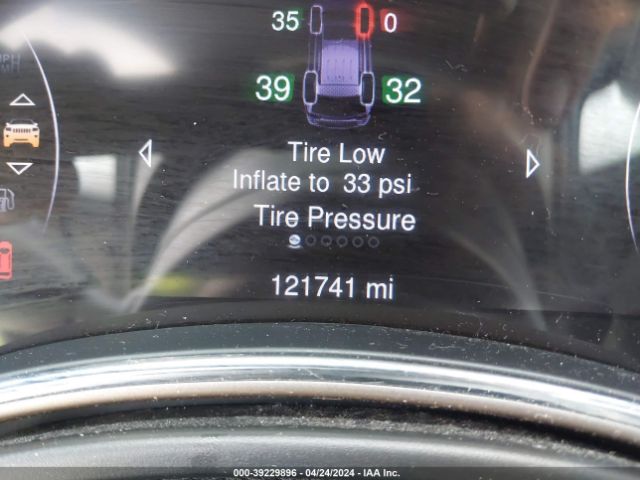 35 0
39 32
Tire Low
Inflate to 33 psi
Tire Pressure
121741 mi
000-39229896 - 04/24/2024 - IAA Inc.